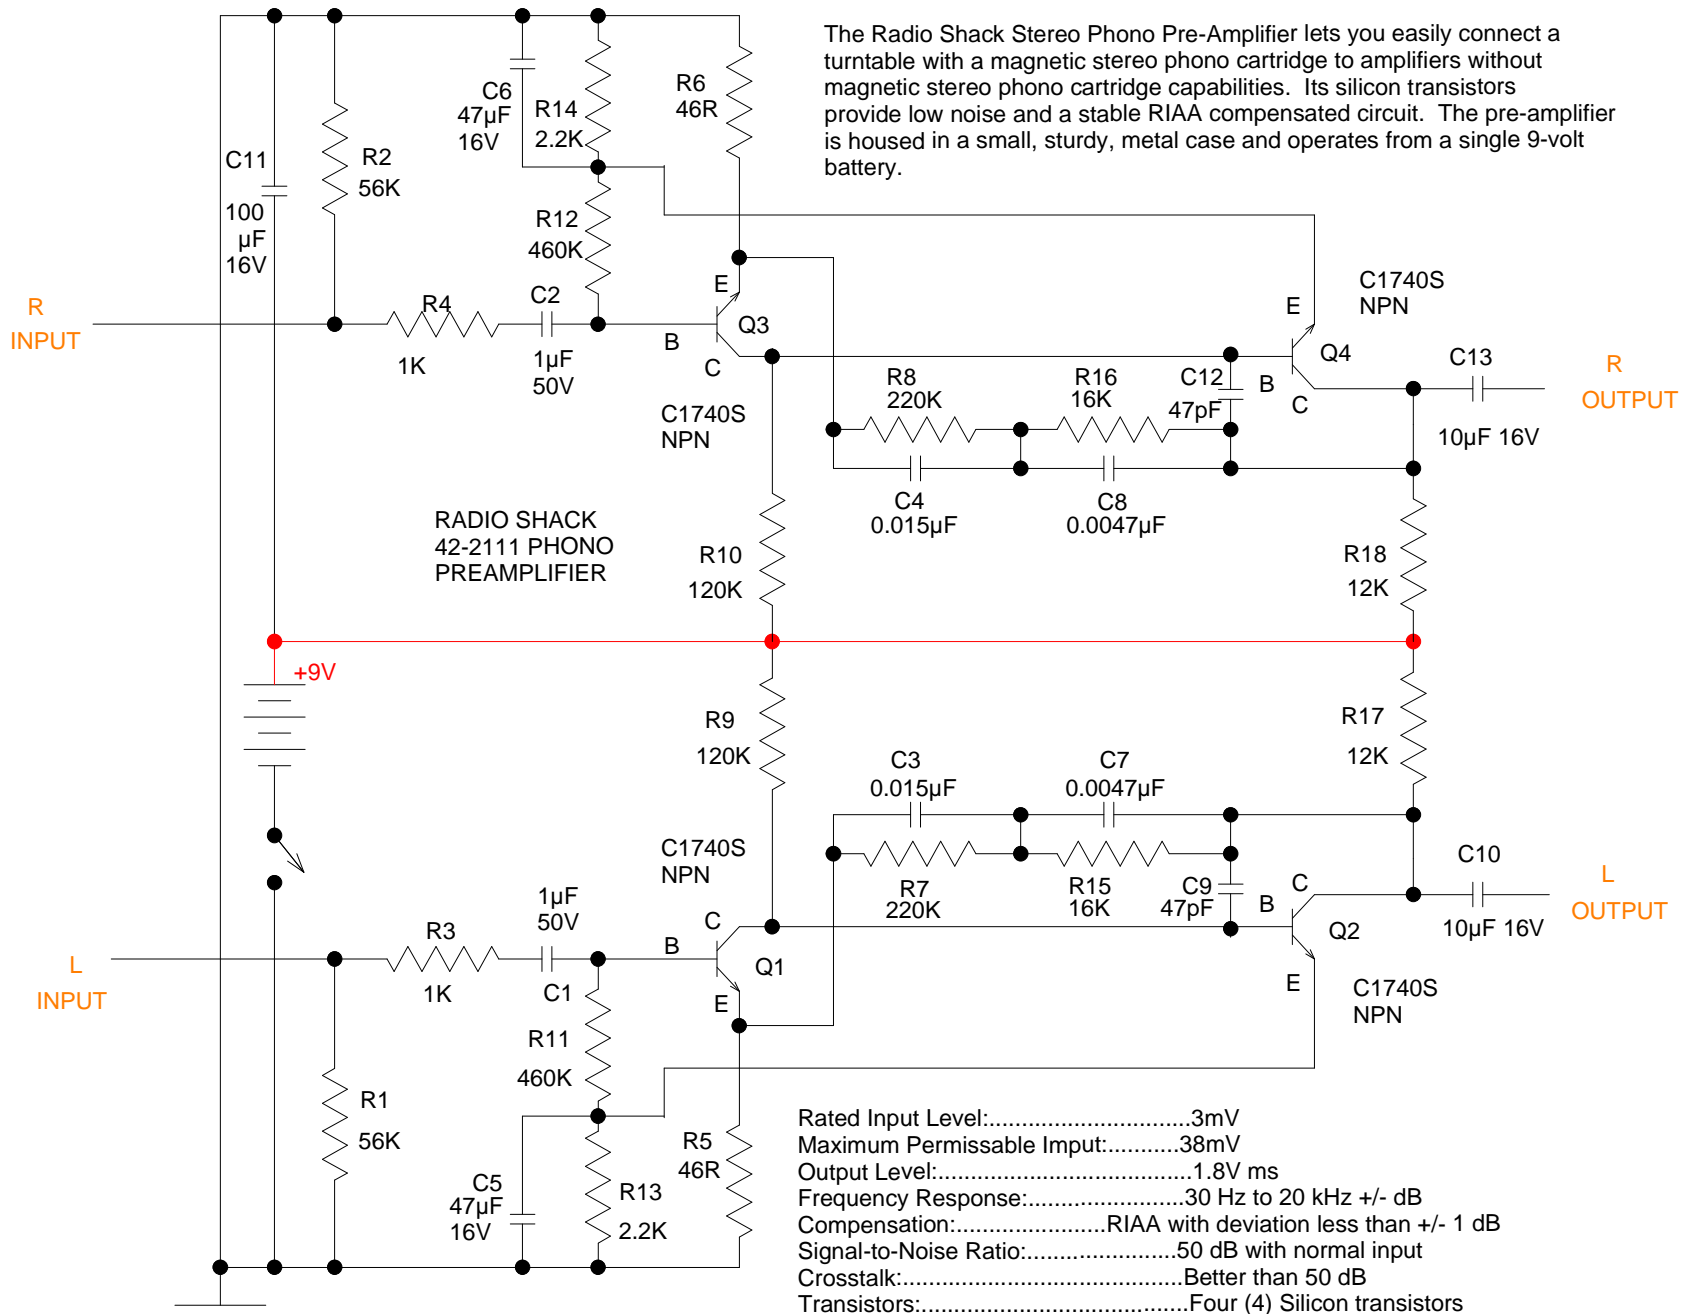 The Radio Shack Stereo Phono Pre-Amplifier lets you easily connect a
turntable with a magnetic stereo phono cartridge to amplifiers without
magnetic stereo phono cartridge capabilities. Its silicon transistors
provide low noise and a stable RIAA compensated circuit. The pre-amplifier
is housed in a small, sturdy, metal case and operates from a single 9-volt
battery.
C11
100
µF
16V
R2
56K
C6
47µF
16V
R14
2.2K
R6
46R
R12
460K
R
INPUT
R4
1K
C2
1µF
50V
E
B
C
Q3
C1740S
NPN
C1740S
NPN
E
B
C
Q4
R8
220K
R16
16K
C12
47pF
C4
0.015µF
C8
0.0047µF
C13
10µF 16V
R
OUTPUT
RADIO SHACK
42-2111 PHONO
PREAMPLIFIER
R10
120K
R18
12K
+9V
R9
120K
R17
12K
C3
0.015µF
C7
0.0047µF
R7
220K
R15
16K
C9
47pF
C1740S
NPN
C
B
E
Q1
C
B
E
Q2
C1740S
NPN
C10
10µF 16V
L
OUTPUT
L
INPUT
R3
1K
1µF
50V
C1
R11
460K
R1
56K
C5
47µF
16V
R13
2.2K
R5
46R
Rated Input Level:...............................3mV
Maximum Permissable Imput:...........38mV
Output Level:.......................................1.8V ms
Frequency Response:.......................30 Hz to 20 kHz +/- dB
Compensation:......................RIAA with deviation less than +/- 1 dB
Signal-to-Noise Ratio:.......................50 dB with normal input
Crosstalk:..........................................Better than 50 dB
Transistors:........................................Four (4) Silicon transistors